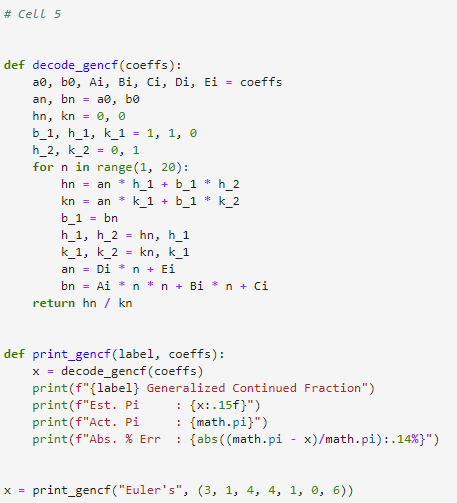 # Cell 5
def decode_gencf(coeffs):
    a0, b0, Ai, Bi, Ci, Di, Ei = coeffs
    an, bn = a0, b0
    hn, kn = 0, 0
    b_1, h_1, k_1 = 1, 1, 0
    h_2, k_2 = 0, 1
    for n in range(1, 20):
        hn = an * h_1 + b_1 * h_2
        kn = an * k_1 + b_1 * k_2
        b_1 = bn
        h_1, h_2 = hn, h_1
        k_1, k_2 = kn, k_1
        an = Di * n + Ei
        bn = Ai * n * n + Bi * n + Ci
    return hn / kn
def print_gencf(label, coeffs):
    x = decode_gencf(coeffs)
    print(f"{label} Generalized Continued Fraction")
    print(f"Est. Pi     : {x:.15f}")
    print(f"Act. Pi     : {math.pi}")
    print(f"Abs. % Err  : {abs((math.pi - x)/math.pi):.14%}")
x = print_gencf("Euler's", (3, 1, 4, 4, 1, 0, 6))